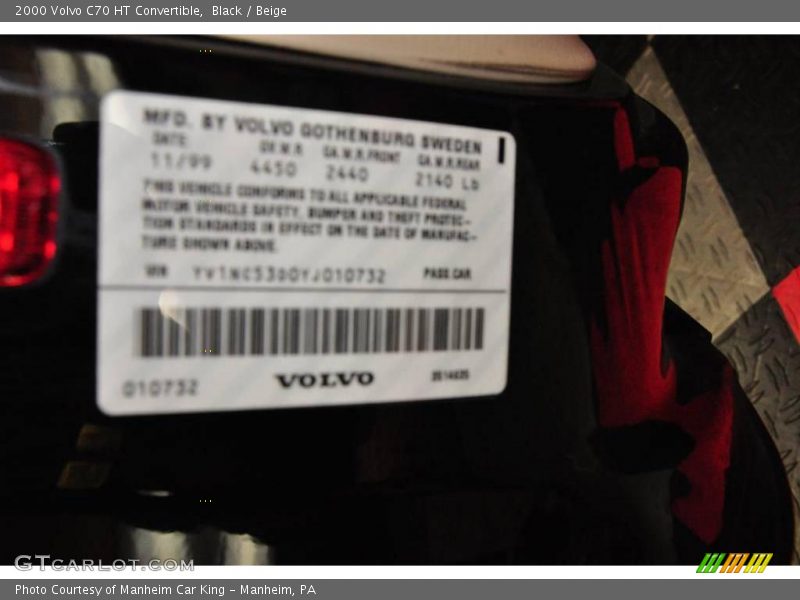 2000 Volvo C70 HT Convertible,  Black / Beige
MFD. BY VOLVO GOTHENBURG SWEDEN
DATE: G.V.W.R. GA.W.R.FRONT GA.W.R.REAR
11/99 4450 2440 2140 Lb
THIS VEHICLE CONFORMS TO ALL APPLICABLE FEDERAL
MOTOR VEHICLE SAFETY, BUMPER AND THEFT PROTEC-
TION STANDARDS IN EFFECT ON THE DATE OF MANUFAC-
TURE SHOWN ABOVE.
VIN YV1NC53D0YJ010732 PASS CAR
010732 VOLVO
GTCARLOT.COM
Photo Courtesy of Manheim Car King - Manheim, PA